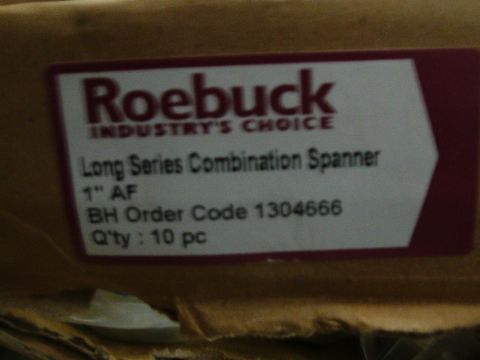 Roebuck
INDUSTRY'S CHOICE
Long Series Combination Spanner
1" AF
BH Order Code 1304666
Q'ty : 10 pc